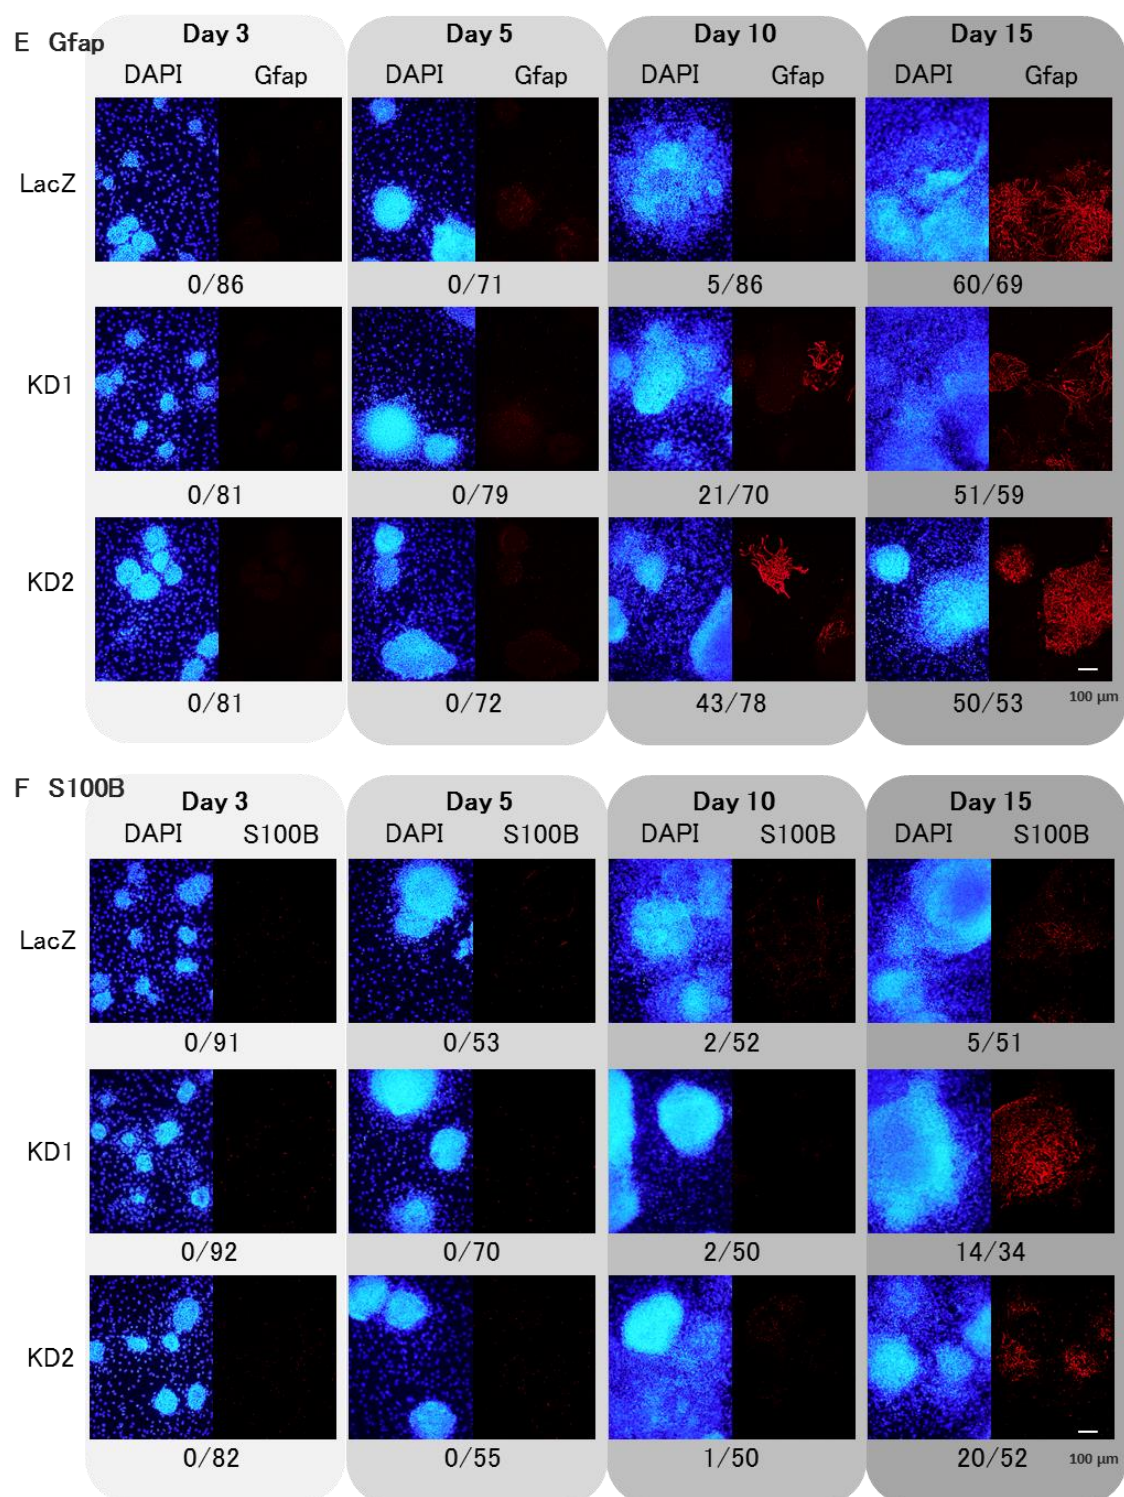 E Gfap
Day 3 Day 5 Day 10 Day 15
DAPI Gfap DAPI Gfap DAPI Gfap DAPI Gfap
LacZ
0/86 0/71 5/86 60/69
KD1
0/81 0/79 21/70 51/59
KD2
0/81 0/72 43/78 50/53 100 µm
F S100B
Day 3 Day 5 Day 10 Day 15
DAPI S100B DAPI S100B DAPI S100B DAPI S100B
LacZ
0/91 0/53 2/52 5/51
KD1
0/92 0/70 2/50 14/34
KD2
0/82 0/55 1/50 20/52 100 µm